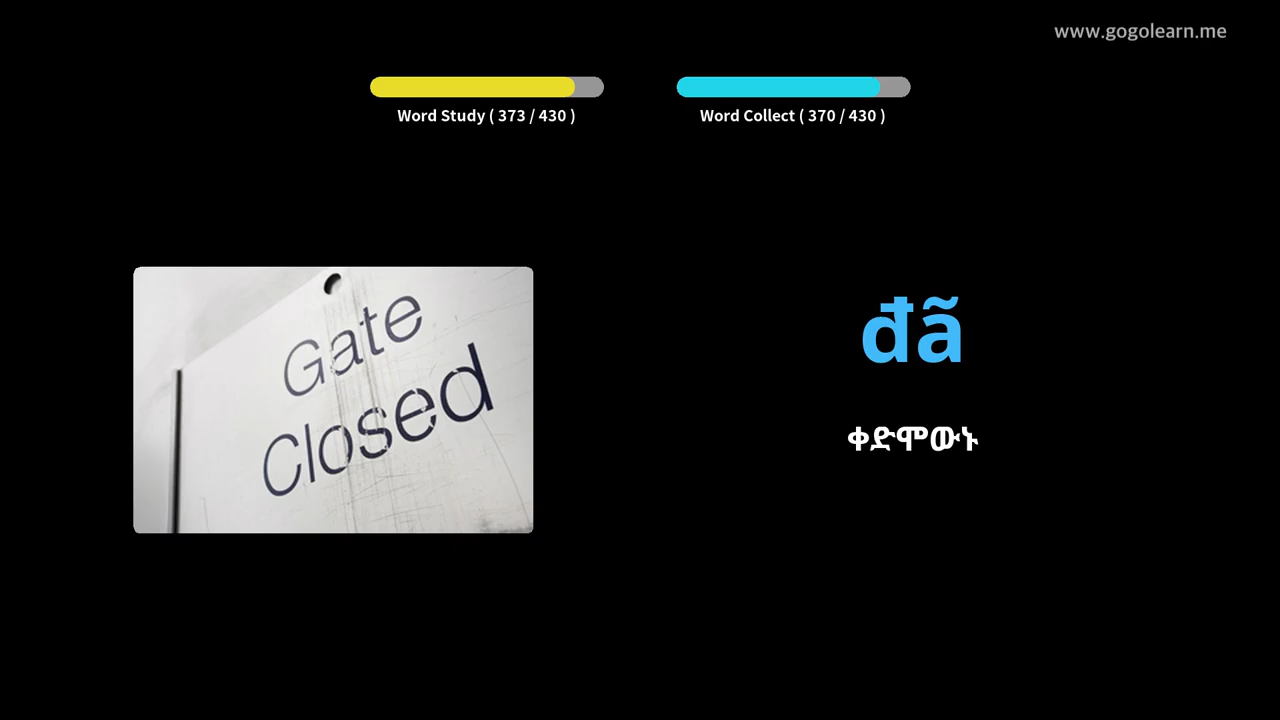 www.gogolearn.me
Word Study ( 373 / 430 )
Word Collect ( 370 / 430 )
Gate
Closed
đã
ቀድሞውኑ